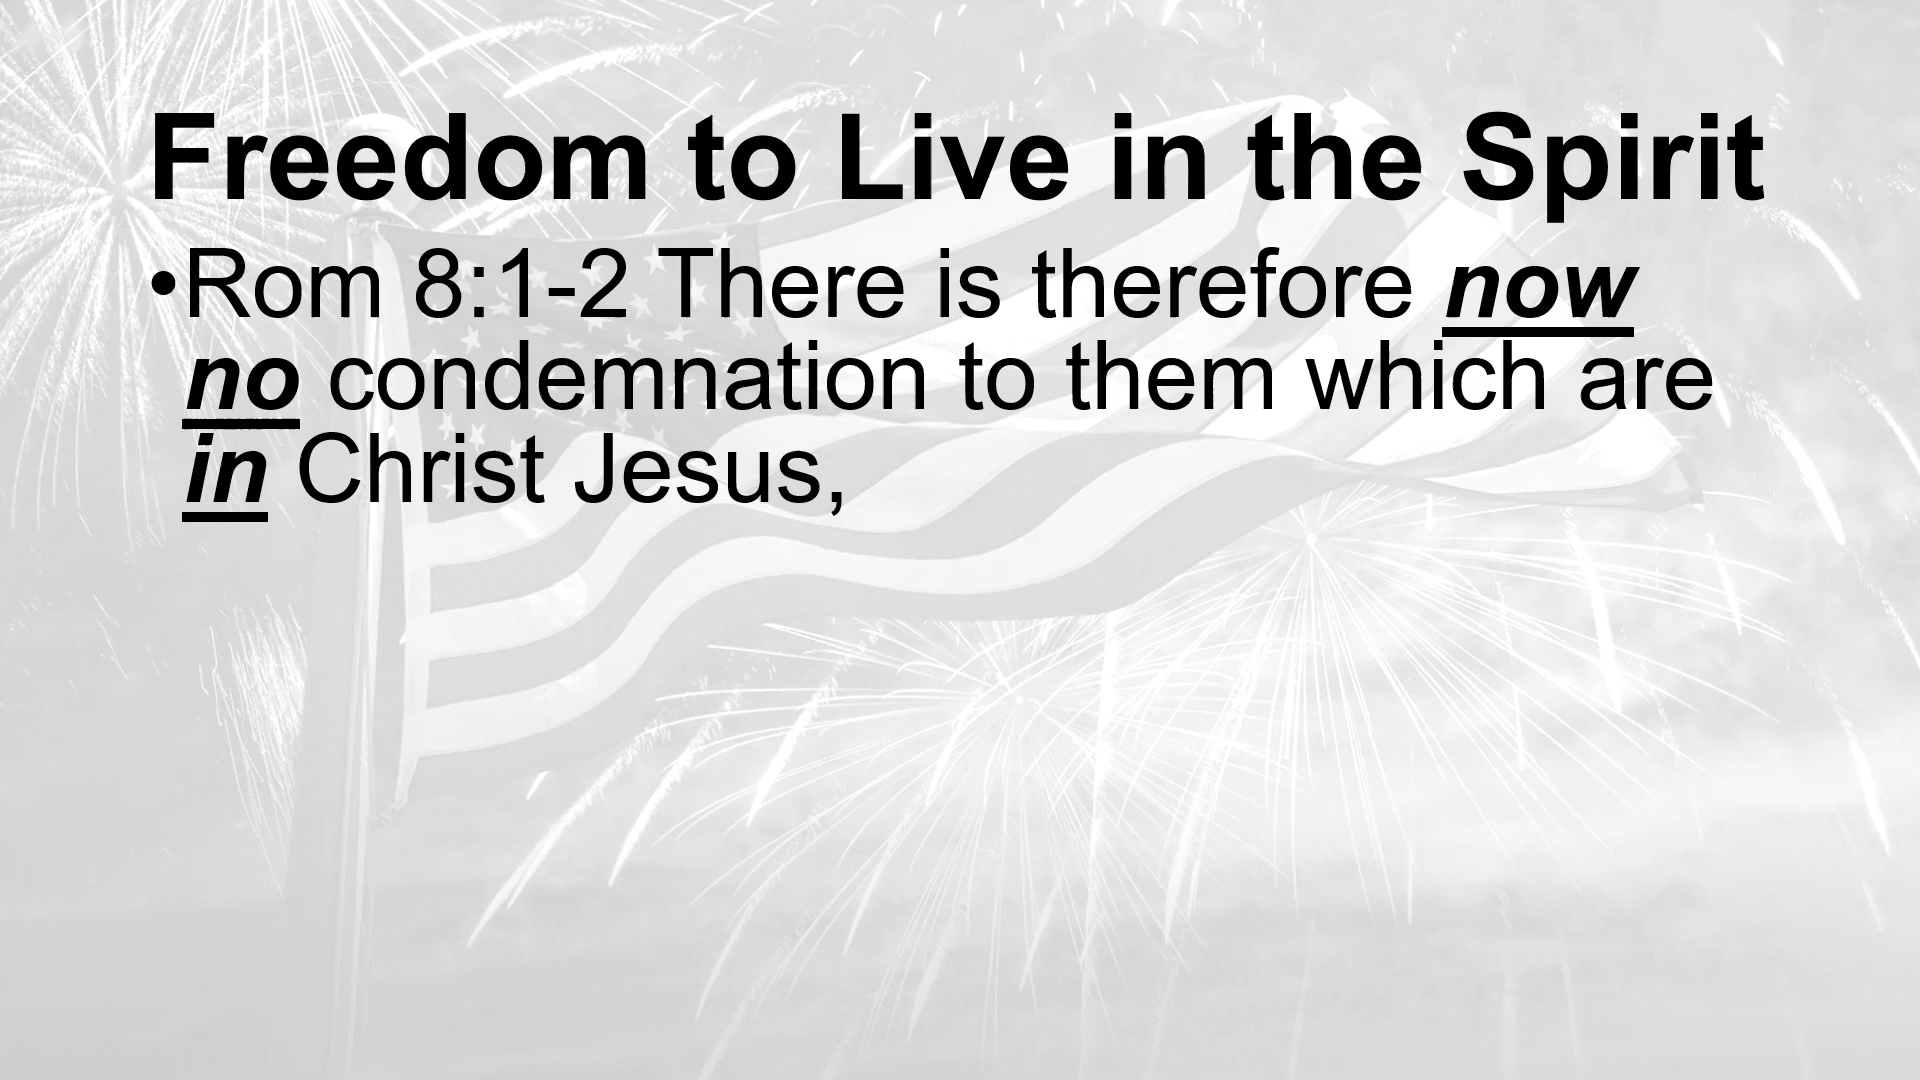 Freedom to Live in the Spirit
•Rom 8:1-2 There is therefore now
no condemnation to them which are
in Christ Jesus,